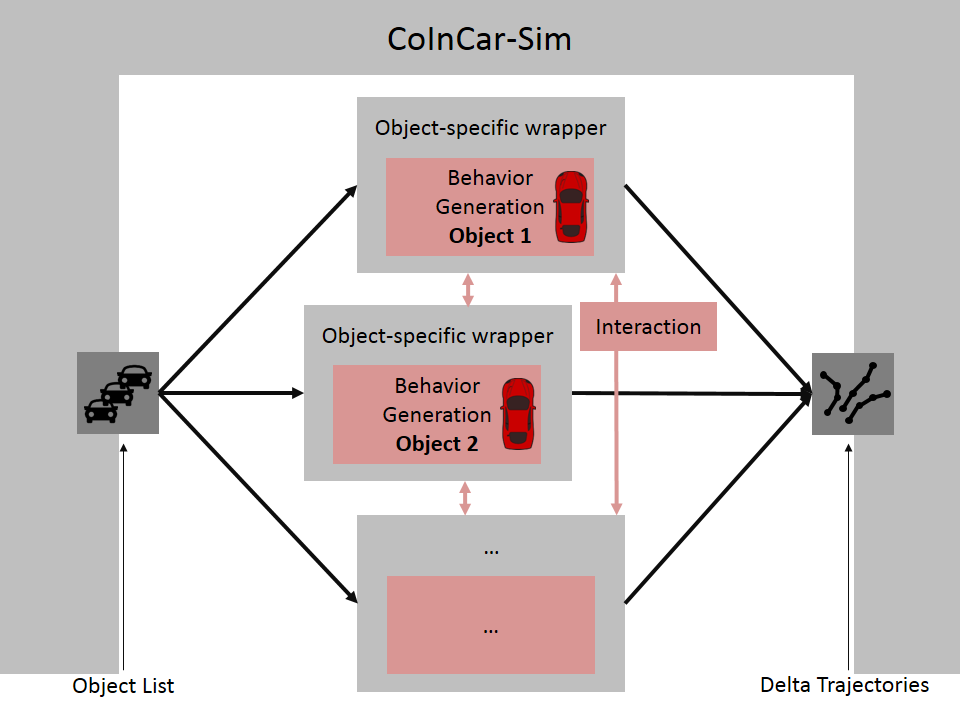 CoInCar-Sim
Object-specific wrapper
Behavior
Generation
Object 1
Object-specific wrapper
Interaction
Behavior
Generation
Object 2
...
...
Object List
Delta Trajectories